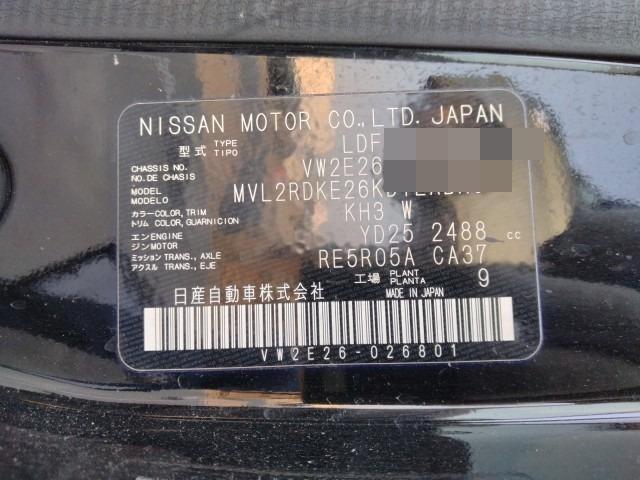 NISSAN MOTOR CO.,LTD. JAPAN
型式 TYPE TIPO LDF
CHASSIS NO. NO. DE CHASIS VW2E26
MODEL MODELO
カラー COLOR, TRIM トリム COLOR, GUARNICION KH3 W
エンジン ENGINE MOTOR YD25 2488 cc
ミッション TRANS., AXLE アクスル TRANS., EJE RE5R05A CA37
工場 PLANT PLANTA 9
日産自動車株式会社 MADE IN JAPAN
VW2E26-026801